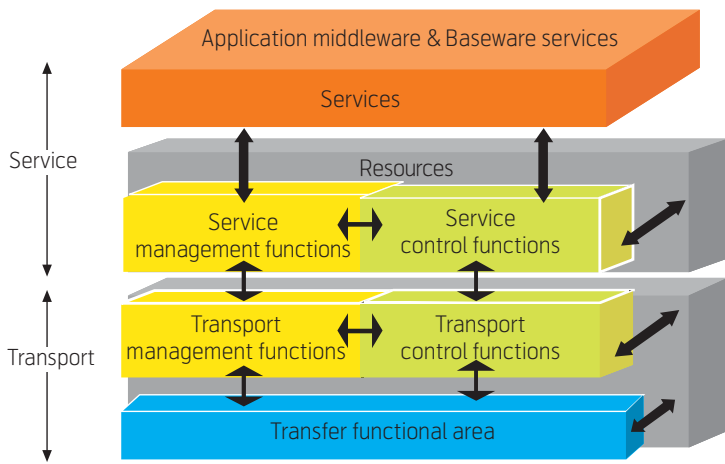 Application middleware & Baseware services
Services
Service
Resources
Service
management functions
Service
control functions
Transport
Transport
management functions
Transport
control functions
Transfer functional area